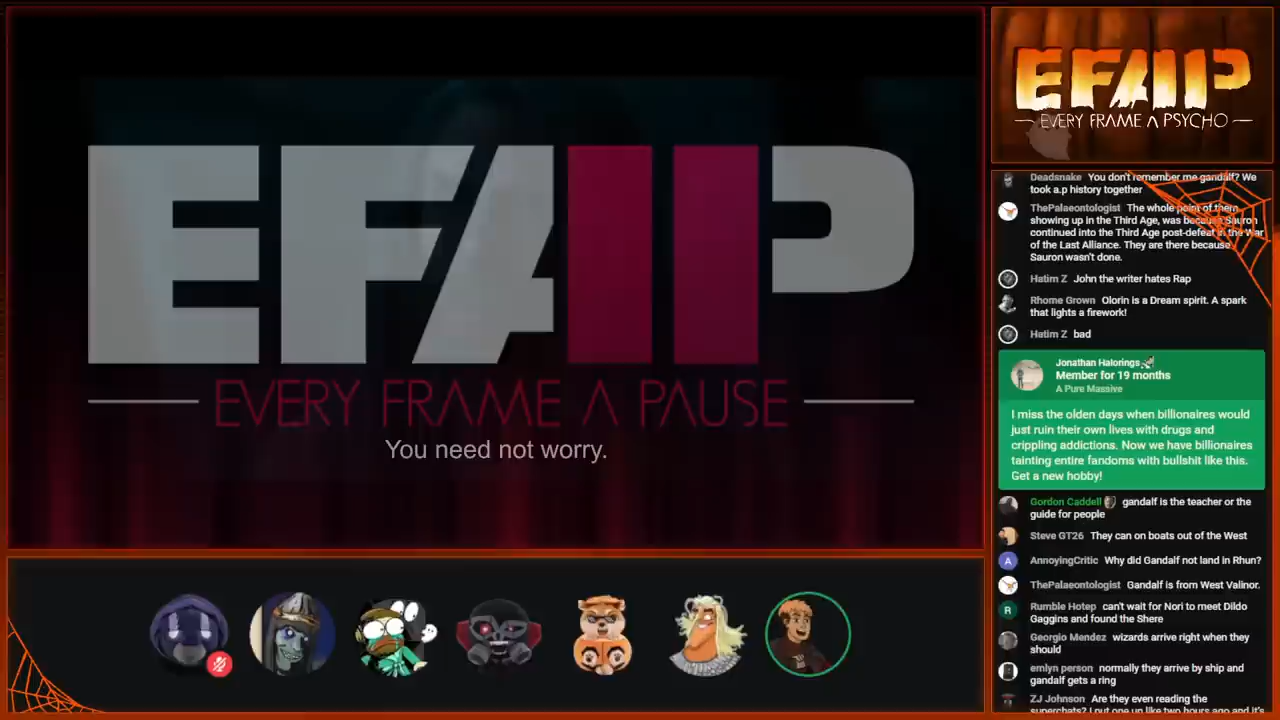 EFAP
EVERY FRAME A PAUSE
You need not worry.
EFAP
EVERY FRAME A PSYCHO
Deadsnake You don't remember me gandalf? We
took a.p history together
ThePalaeontologist The whole point of them
showing up in the Third Age, was because Sauron
continued into the Third Age post-defeat in the War
of the Last Alliance. They are there because
Sauron wasn't done.
Hatim Z John the writer hates Rap
Rhome Grown Olorin is a Dream spirit. A spark
that lights a firework!
Hatim Z bad
Jonathan Halorings
Member for 19 months
A Pure Massive
I miss the olden days when billionaires would
just ruin their own lives with drugs and
crippling addictions. Now we have billionaires
tainting entire fandoms with bullshit like this.
Get a new hobby!
Gordon Caddell gandalf is the teacher or the
guide for people
Steve GT26 They can on boats out of the West
A
AnnoyingCritic Why did Gandalf not land in Rhun?
ThePalaeontologist Gandalf is from West Valinor.
R
Rumble Hotep can't wait for Nori to meet Dildo
Gaggins and found the Shere
Georgio Mendez wizards arrive right when they
should
emlyn person normally they arrive by ship and
gandalf gets a ring
ZJ Johnson Are they even reading the
superchats? I put one up like two hours ago and it's